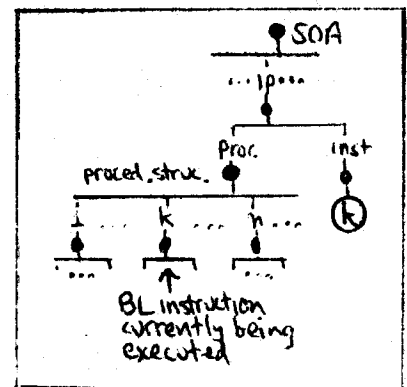 SOA
...p...
Proc. inst
proced. struc.
1 ... k ... n ...
k
.... ....
BL instruction
currently being
executed